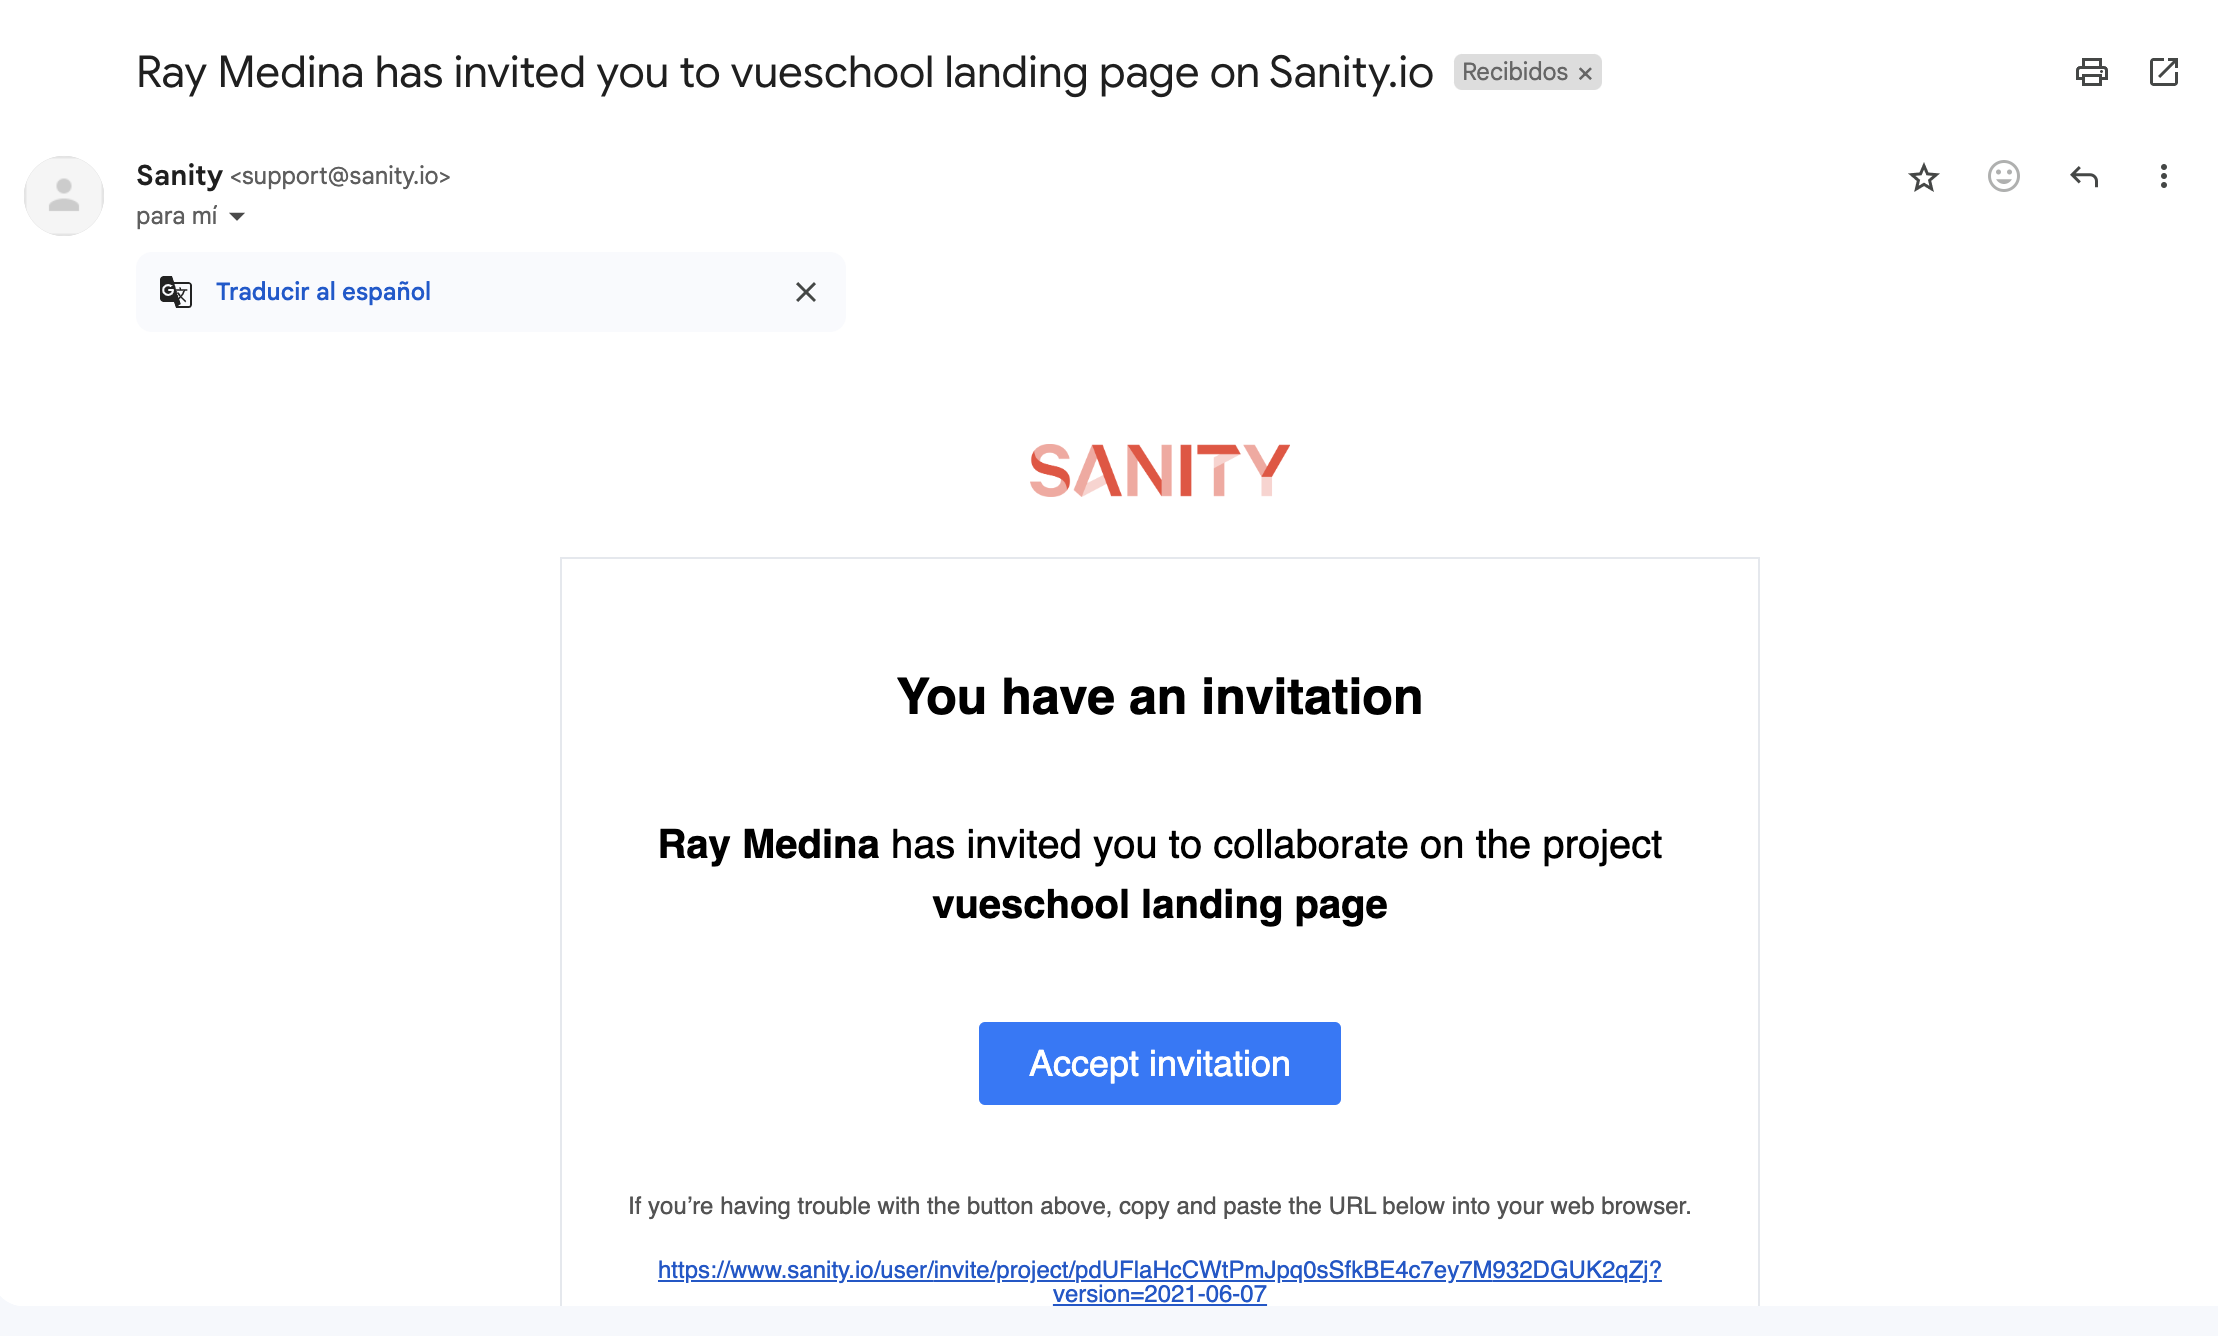 Ray Medina has invited you to vueschool landing page on Sanity.io Recibidos ×
Sanity <support@sanity.io>
para mí
Traducir al español
SANITY
You have an invitation
Ray Medina has invited you to collaborate on the project
vueschool landing page
Accept invitation
If you’re having trouble with the button above, copy and paste the URL below into your web browser.
https://www.sanity.io/user/invite/project/pdUFlaHcCWtPmJpq0sSfkBE4c7ey7M932DGUK2qZj?
version=2021-06-07